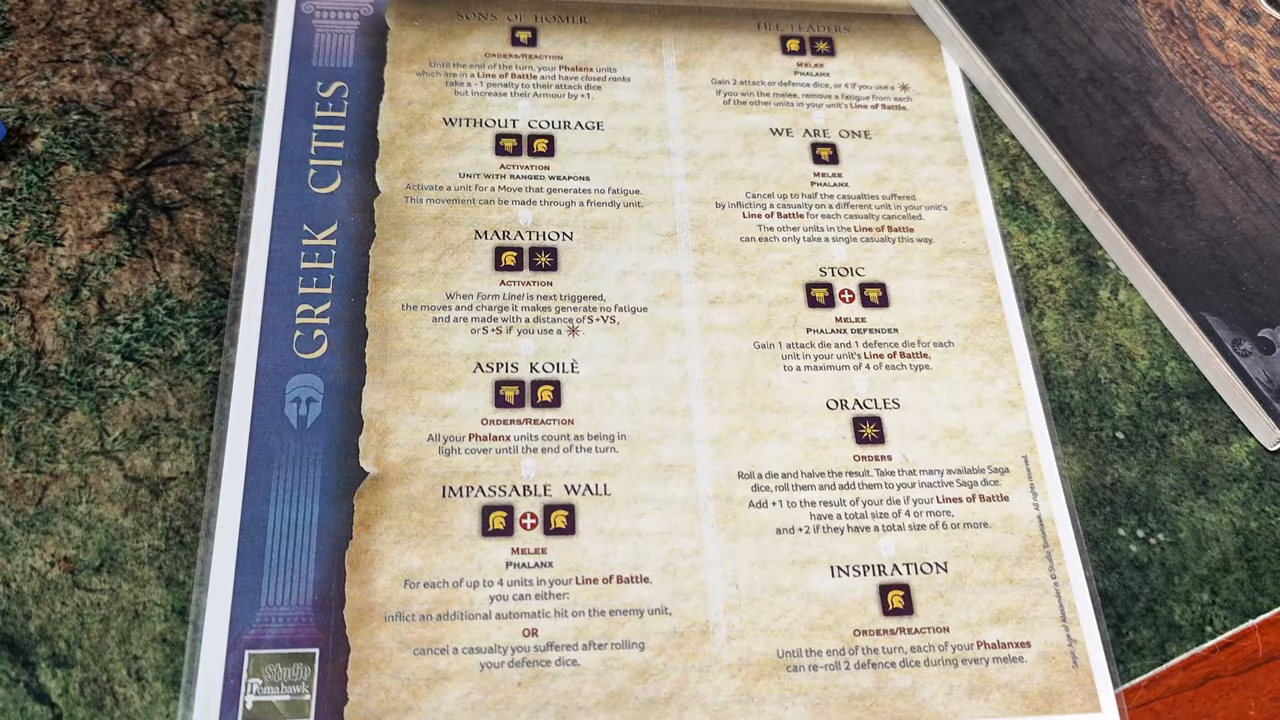 GREEK CITIES
SONS OF HOMER
ORDERS/REACTION
Until the end of the turn, your Phalanx units
which are in a Line of Battle and have closed ranks
take a -1 penalty to their attack dice
but increase their Armour by +1.
WITHOUT COURAGE
ACTIVATION
UNIT WITH RANGED WEAPONS
Activate a unit for a Move that generates no fatigue.
This movement can be made through a friendly unit.
MARATHON
ACTIVATION
When Form Line! is next triggered,
the moves and charge it makes generate no fatigue
and are made with a distance of S+VS,
or S+S if you use a
ASPIS KOILÈ
ORDERS/REACTION
All your Phalanx units count as being in
light cover until the end of the turn.
IMPASSABLE WALL
MELEE
PHALANX
For each of up to 4 units in your Line of Battle,
you can either:
inflict an additional automatic hit on the enemy unit,
OR
cancel a casualty you suffered after rolling
your defence dice.
Studio
Tomahawk
FILE LEADERS
MELEE
PHALANX
Gain 2 attack or defence dice, or 4 if you use a
If you win the melee, remove a fatigue from each
of the other units in your unit's Line of Battle.
WE ARE ONE
MELEE
PHALANX
Cancel up to half the casualties suffered
by inflicting a casualty on a different unit in your unit's
Line of Battle for each casualty cancelled.
The other units in the Line of Battle
can each only take a single casualty this way.
STOIC
MELEE
PHALANX DEFENDER
Gain 1 attack die and 1 defence die for each
unit in your unit's Line of Battle,
to a maximum of 4 of each type.
ORACLES
ORDERS
Roll a die and halve the result. Take that many available Saga
dice, roll them and add them to your inactive Saga dice.
Add +1 to the result of your die if your Lines of Battle
have a total size of 4 or more,
and +2 if they have a total size of 6 or more.
INSPIRATION
ORDERS/REACTION
Until the end of the turn, each of your Phalanxes
can re-roll 2 defence dice during every melee.
Saga: Age of Alexander is © Studio Tomahawk. All rights reserved.